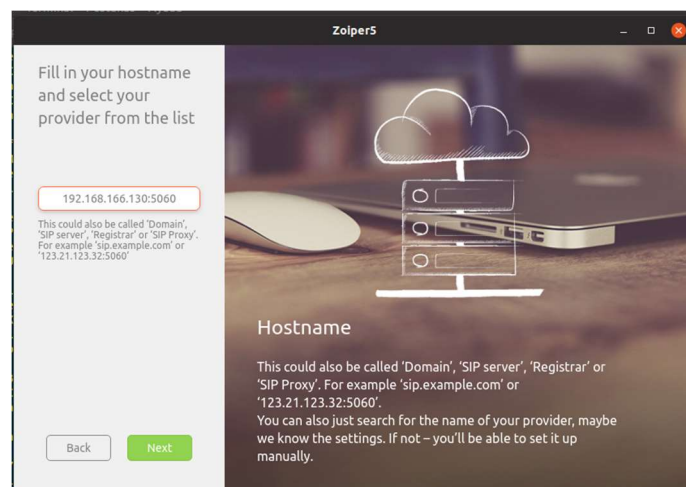 Zoiper5
Fill in your hostname
and select your
provider from the list
192.168.166.130:5060
This could also be called 'Domain',
'SIP server', 'Registrar' or 'SIP Proxy'.
For example 'sip.example.com' or
'123.21.123.32:5060'
Back
Next
Hostname
This could also be called ‘Domain’, ‘SIP server’, ‘Registrar’ or
‘SIP Proxy’. For example ‘sip.example.com’ or
‘123.21.123.32:5060’.
You can also just search for the name of your provider, maybe
we know the settings. If not – you’ll be able to set it up
manually.